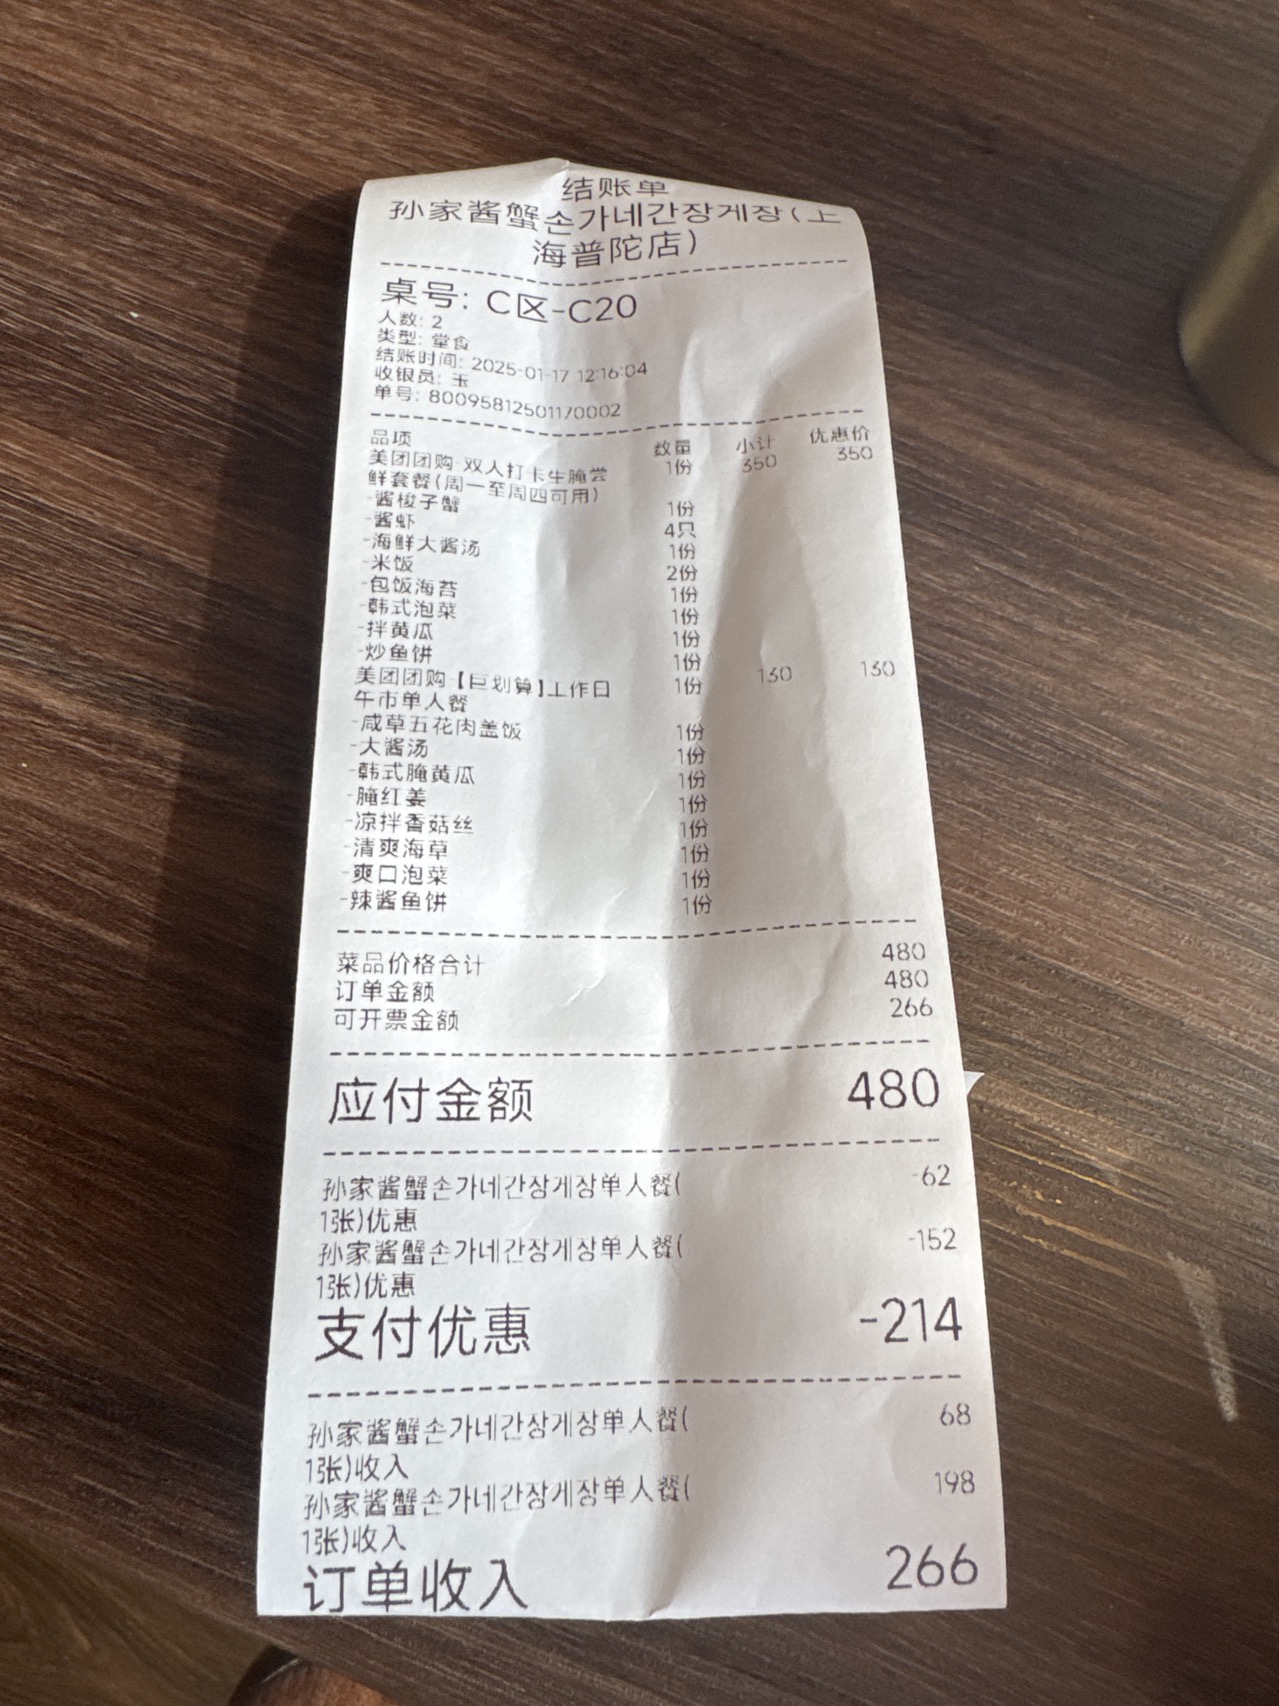 结账单
孙家酱蟹손가네간장게장(上
海普陀店)
桌号: C区-C20
人数: 2
类型: 堂食
结账时间: 2025-01-17 12:16:04
收银员: 玉
单号: 80095812501170002
品项 数量 小计 优惠价
美团团购-双人打卡生腌尝 1份 350 350
鲜套餐(周一至周四可用)
-酱梭子蟹 1份
-酱虾 4只
-海鲜大酱汤 1份
-米饭 2份
-包饭海苔 1份
-韩式泡菜 1份
-拌黄瓜 1份
-炒鱼饼 1份
美团团购【巨划算】工作日 1份 130 130
午市单人餐
-咸草五花肉盖饭 1份
-大酱汤 1份
-韩式腌黄瓜 1份
-腌红姜 1份
-凉拌香菇丝 1份
-清爽海草 1份
-爽口泡菜 1份
-辣酱鱼饼 1份
菜品价格合计 480
订单金额 480
可开票金额 266
应付金额 480
孙家酱蟹손가네간장게장单人餐( -62
1张)优惠
孙家酱蟹손가네간장게장单人餐( -152
1张)优惠
支付优惠 -214
孙家酱蟹손가네간장게장单人餐( 68
1张)收入
孙家酱蟹손가네간장게장单人餐( 198
1张)收入
订单收入 266